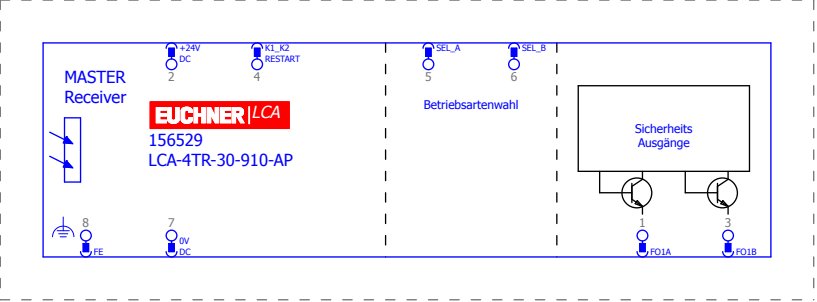 +24V
DC
2
K1_K2
RESTART
4
SEL_A
5
SEL_B
6
MASTER
Receiver
EUCHNER LCA
156529
LCA-4TR-30-910-AP
Betriebsartenwahl
Sicherheits
Ausgänge
8
FE
7
0V
DC
1
FO1A
3
FO1B